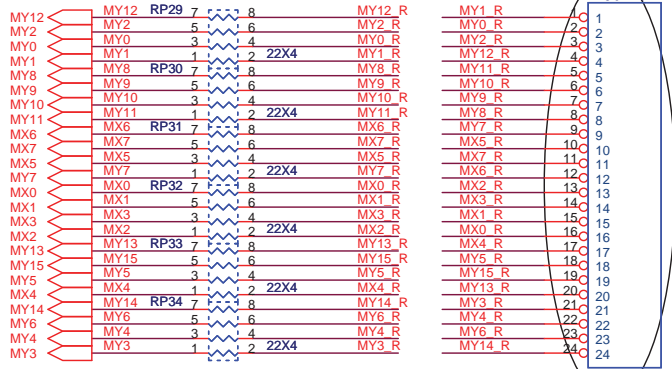 MY12 MY12 RP29 7 8 MY12_R MY1_R 1 1
MY2 MY2 5 6 MY2_R MY0_R 2 2
MY0 MY0 3 4 MY0_R MY2_R 3 3
MY1 MY1 1 2 22X4 MY1_R MY12_R 4 4
MY8 MY8 RP30 7 8 MY8_R MY11_R 5 5
MY9 MY9 5 6 MY9_R MY10_R 6 6
MY10 MY10 3 4 MY10_R MY9_R 7 7
MY11 MY11 1 2 22X4 MY11_R MY8_R 8 8
MX6 MX6 RP31 7 8 MX6_R MY7_R 9 9
MX7 MX7 5 6 MX7_R MX5_R 10 10
MX5 MX5 3 4 MX5_R MX7_R 11 11
MY7 MY7 1 2 22X4 MY7_R MX6_R 12 12
MX0 MX0 RP32 7 8 MX0_R MX2_R 13 13
MX1 MX1 5 6 MX1_R MX3_R 14 14
MX3 MX3 3 4 MX3_R MX1_R 15 15
MX2 MX2 1 2 22X4 MX2_R MX0_R 16 16
MY13 MY13 RP33 7 8 MY13_R MX4_R 17 17
MY15 MY15 5 6 MY15_R MY5_R 18 18
MY5 MY5 3 4 MY5_R MY15_R 19 19
MX4 MX4 1 2 22X4 MX4_R MY13_R 20 20
MY14 MY14 RP34 7 8 MY14_R MY3_R 21 21
MY6 MY6 5 6 MY6_R MY4_R 22 22
MY4 MY4 3 4 MY4_R MY6_R 23 23
MY3 MY3 1 2 22X4 MY3_R MY14_R 24 24